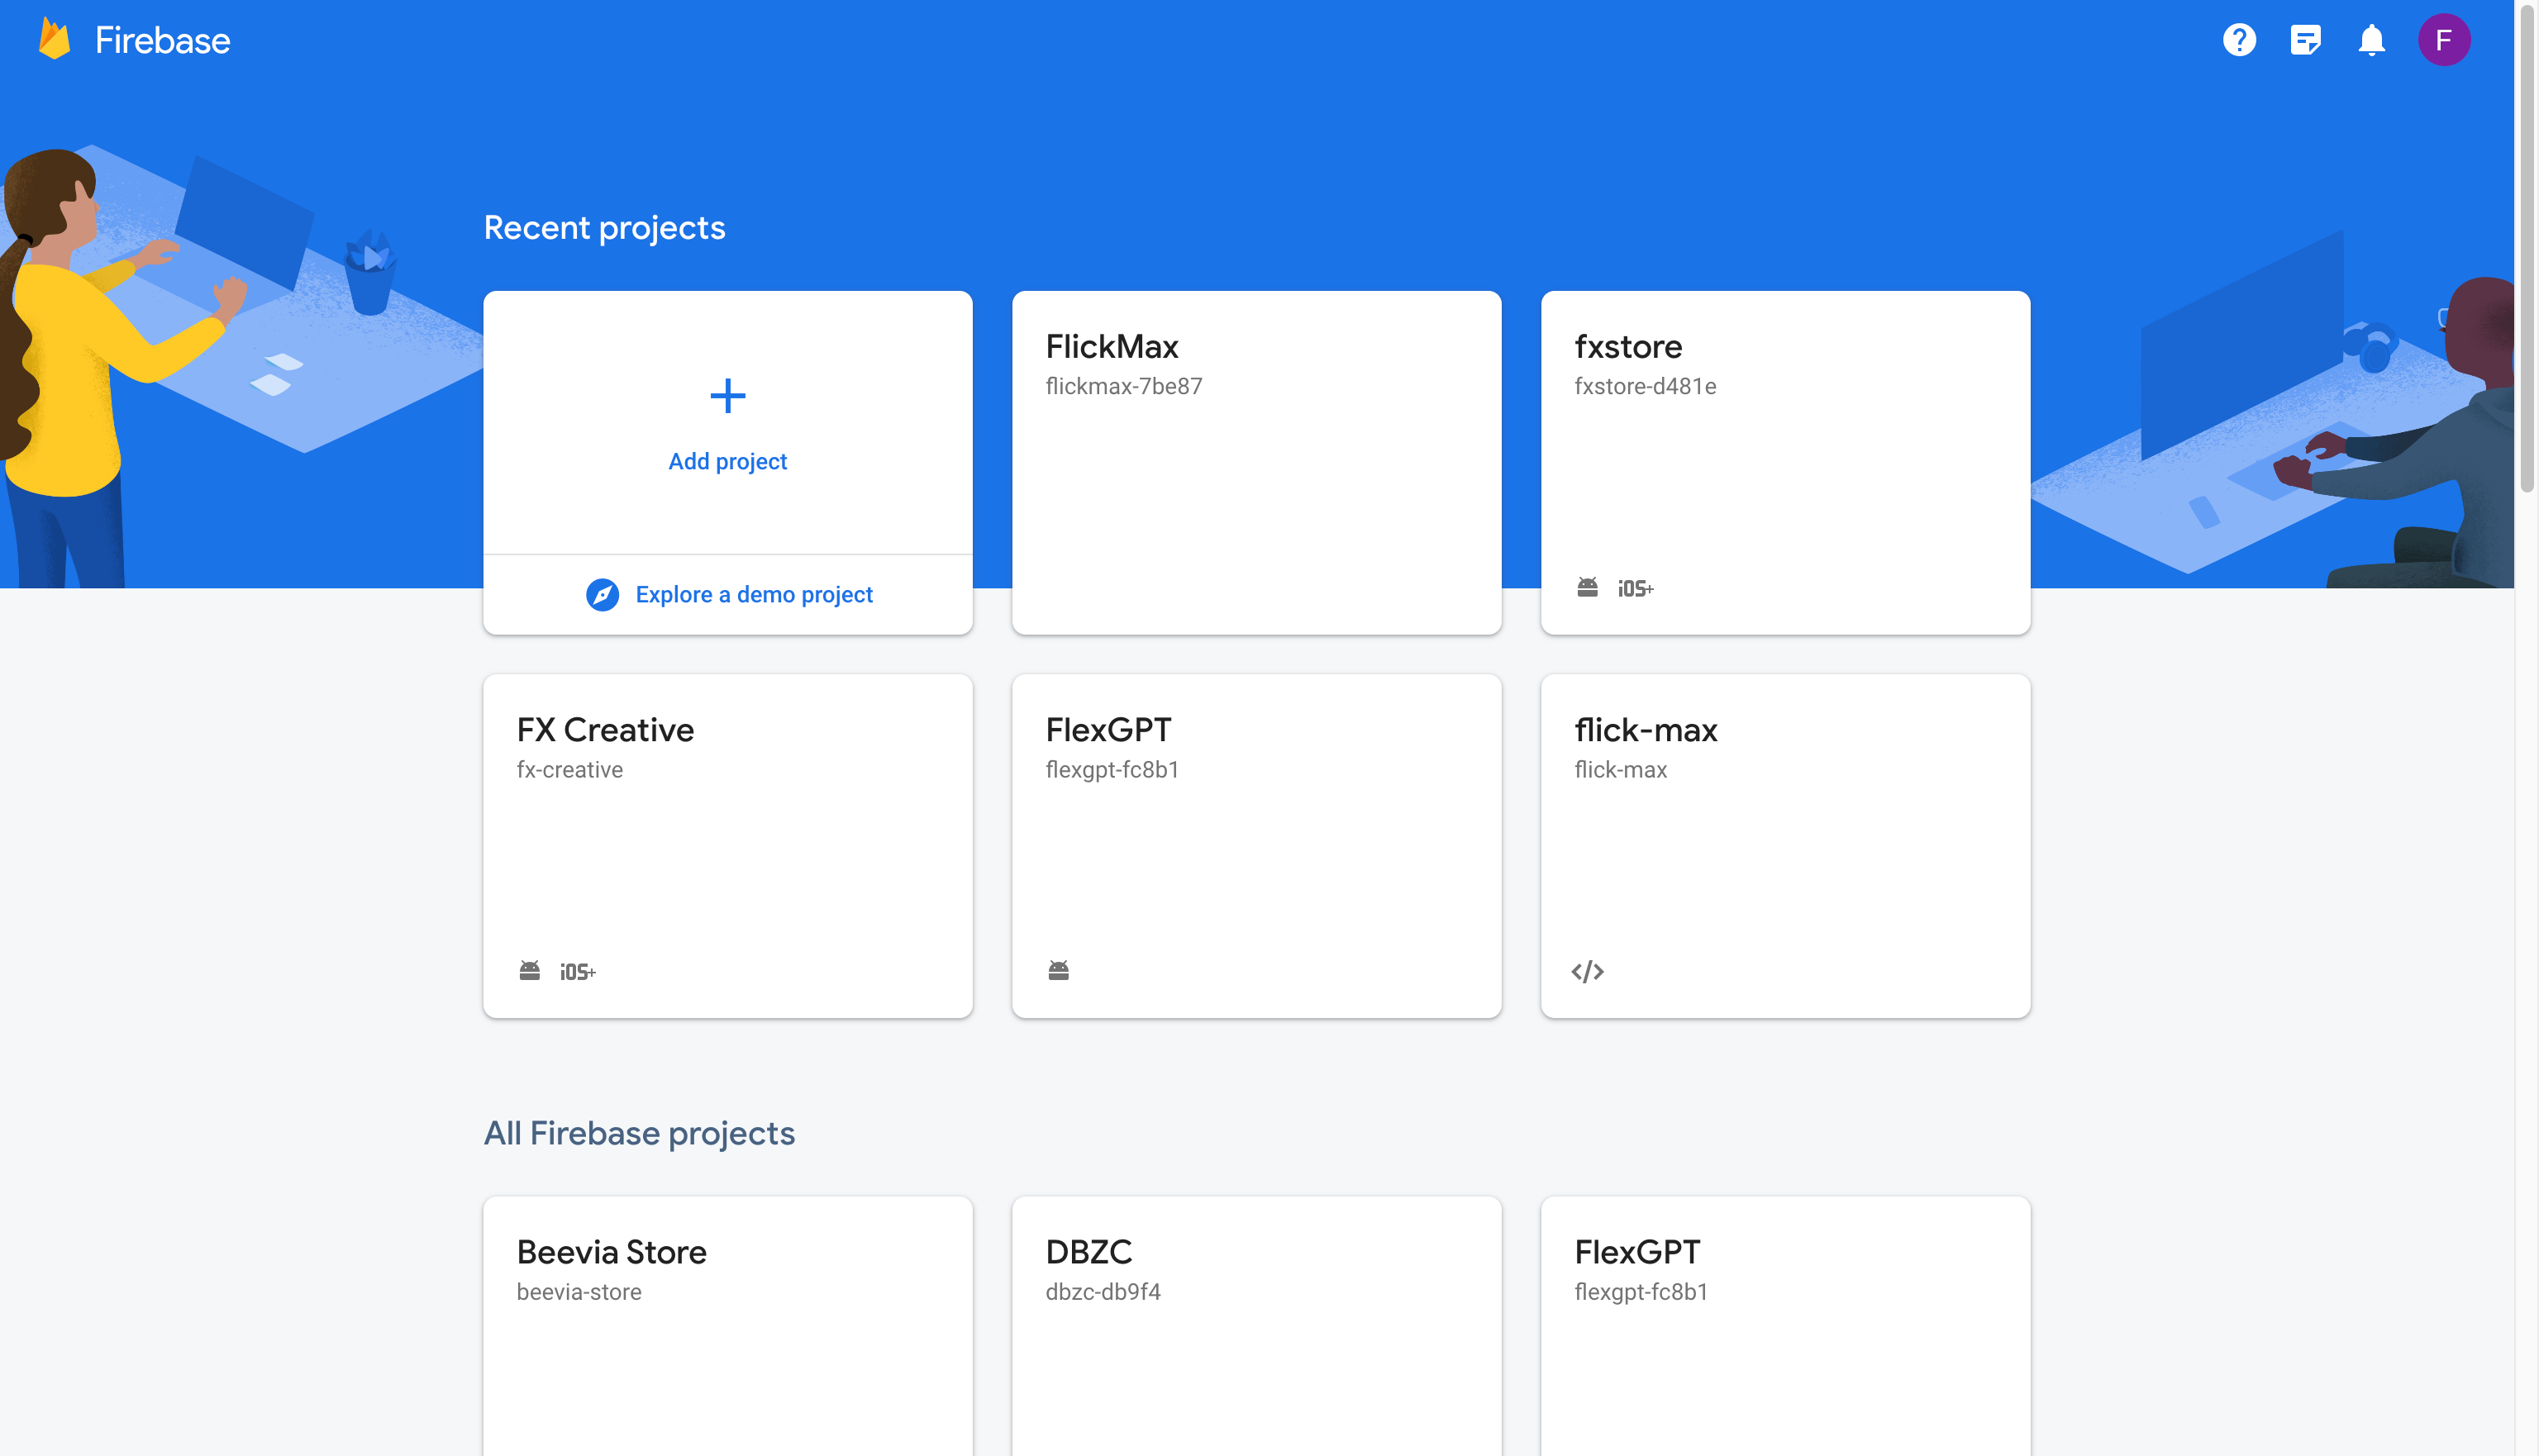 Firebase
F
Recent projects
Add project
Explore a demo project
FlickMax
flickmax-7be87
fxstore
fxstore-d481e
iOS+
FX Creative
fx-creative
iOS+
FlexGPT
flexgpt-fc8b1
flick-max
flick-max
All Firebase projects
Beevia Store
beevia-store
DBZC
dbzc-db9f4
FlexGPT
flexgpt-fc8b1